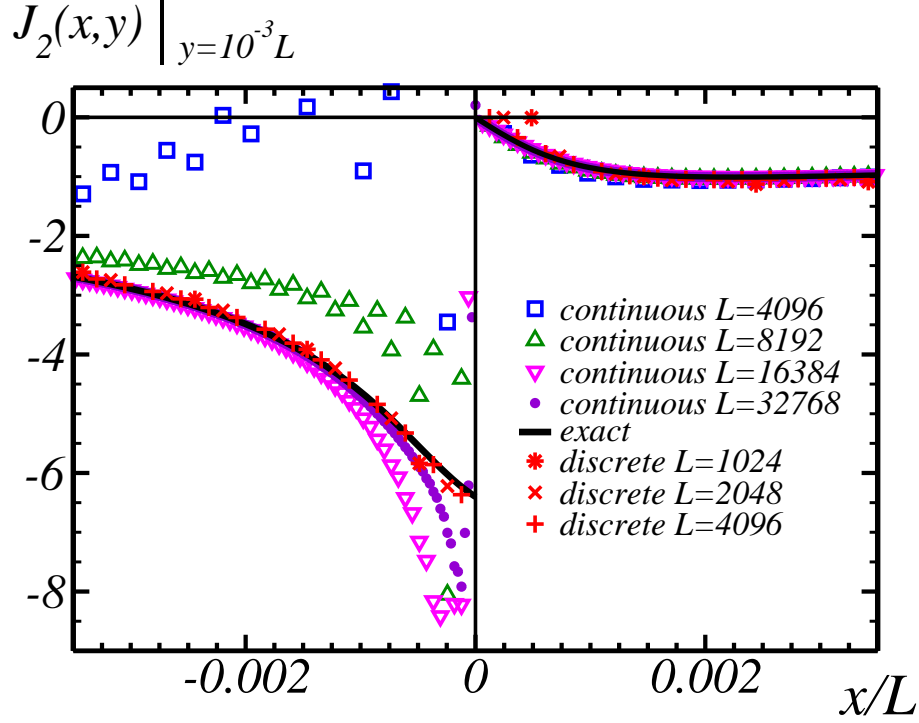 J₂(x,y) | y=10⁻³L
0
-2
-4
-6
-8
continuous L=4096
continuous L=8192
continuous L=16384
continuous L=32768
exact
discrete L=1024
discrete L=2048
discrete L=4096
-0.002 0 0.002 x/L